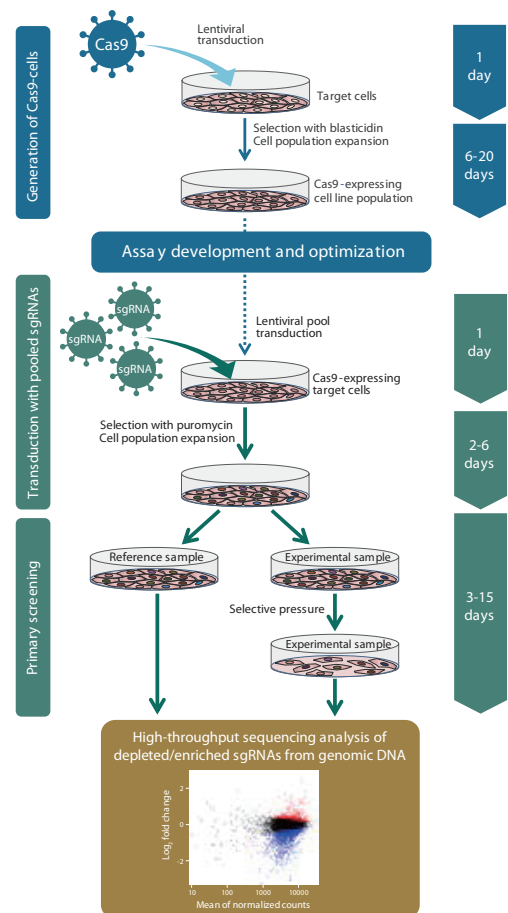 Generation of Cas9-cells
Cas9
Lentiviral
transduction
Target cells
1
day
Selection with blasticidin
Cell population expansion
6-20
days
Cas9-expressing
cell line population
Assay development and optimization
Transduction with pooled sgRNAs
sgRNA
sgRNA
sgRNA
Lentiviral pool
transduction
1
day
Cas9-expressing
target cells
Selection with puromycin
Cell population expansion
2-6
days
Primary screening
Reference sample
Experimental sample
Selective pressure
3-15
days
Experimental sample
High-throughput sequencing analysis of
depleted/enriched sgRNAs from genomic DNA
Log2 fold change
2
0
-2
10
100
1000
10000
Mean of normalized counts